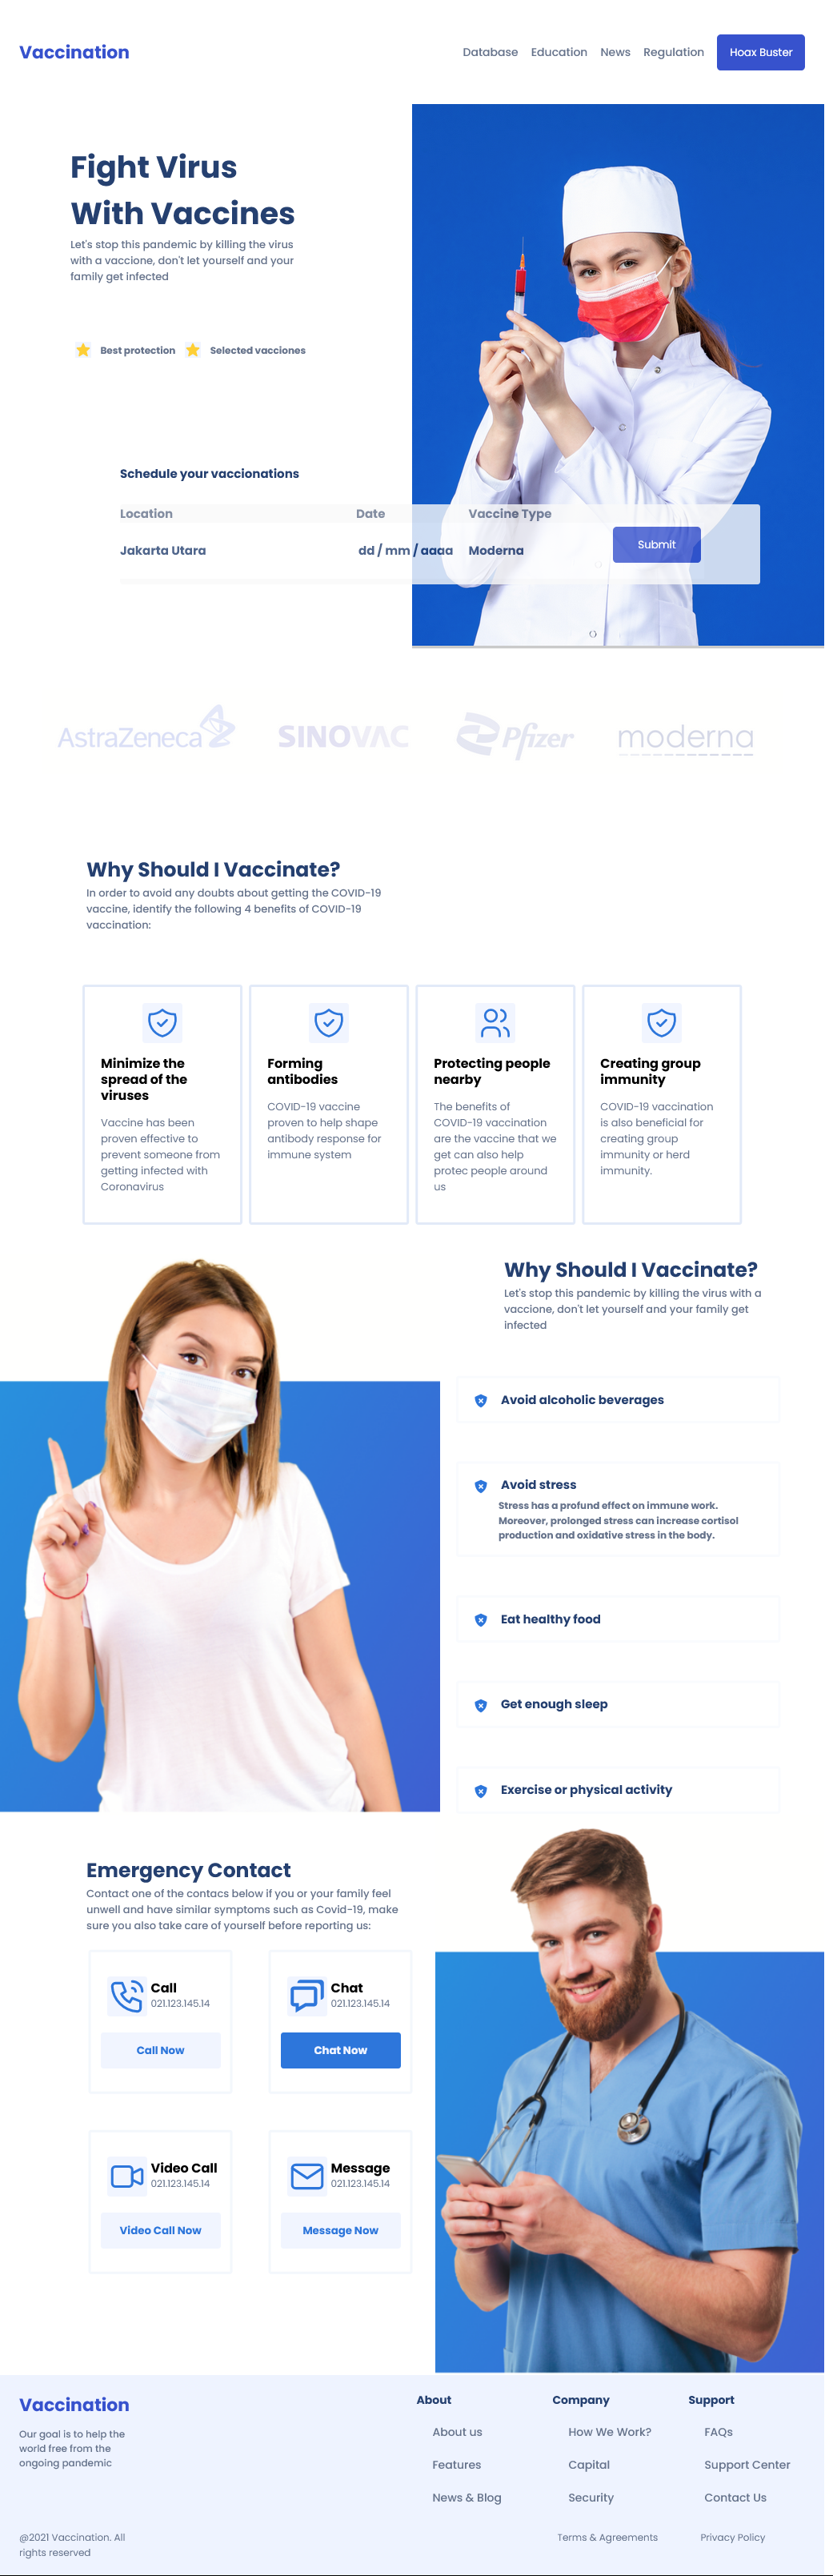 Vaccination
Database Education News Regulation Hoax Buster
Fight Virus
With Vaccines
Let's stop this pandemic by killing the virus
with a vaccione, don't let yourself and your
family get infected
Best protection Selected vacciones
Schedule your vaccionations
Location Date Vaccine Type
Jakarta Utara dd / mm / aaaa Moderna Submit
AstraZeneca SINOVAC Pfizer moderna
Why Should I Vaccinate?
In order to avoid any doubts about getting the COVID-19
vaccine, identify the following 4 benefits of COVID-19
vaccination:
Minimize the
spread of the
viruses
Vaccine has been
proven effective to
prevent someone from
getting infected with
Coronavirus
Forming
antibodies
COVID-19 vaccine
proven to help shape
antibody response for
immune system
Protecting people
nearby
The benefits of
COVID-19 vaccination
are the vaccine that we
get can also help
protec people around
us
Creating group
immunity
COVID-19 vaccination
is also beneficial for
creating group
immunity or herd
immunity.
Why Should I Vaccinate?
Let's stop this pandemic by killing the virus with a
vaccione, don't let yourself and your family get
infected
Avoid alcoholic beverages
Avoid stress
Stress has a profund effect on immune work.
Moreover, prolonged stress can increase cortisol
production and oxidative stress in the body.
Eat healthy food
Get enough sleep
Exercise or physical activity
Emergency Contact
Contact one of the contacs below if you or your family feel
unwell and have similar symptoms such as Covid-19, make
sure you also take care of yourself before reporting us:
Call
021.123.145.14
Call Now
Chat
021.123.145.14
Chat Now
Video Call
021.123.145.14
Video Call Now
Message
021.123.145.14
Message Now
Vaccination
Our goal is to help the
world free from the
ongoing pandemic
About
About us
Features
News & Blog
Company
How We Work?
Capital
Security
Support
FAQs
Support Center
Contact Us
@2021 Vaccination. All
rights reserved
Terms & Agreements Privacy Policy